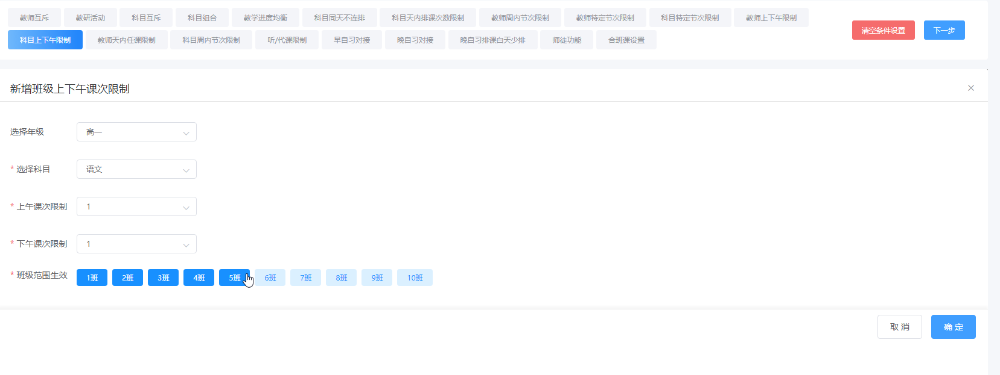 教师互斥 教研活动 科目互斥 科目组合 教学进度均衡 科目同天不连排 科目天内排课次数限制 教师周内节次限制 教师特定节次限制 科目特定节次限制 教师上下午限制
科目上下午限制 教师天内任课限制 科目周内节次限制 听/代课限制 早自习对接 晚自习对接 晚自习排课白天少排 师徒功能 合班课设置
清空条件设置 下一步
新增班级上下午课次限制
选择年级 高一
* 选择科目 语文
* 上午课次限制 1
* 下午课次限制 1
* 班级范围生效 1班 2班 3班 4班 5班 6班 7班 8班 9班 10班
取 消 确 定